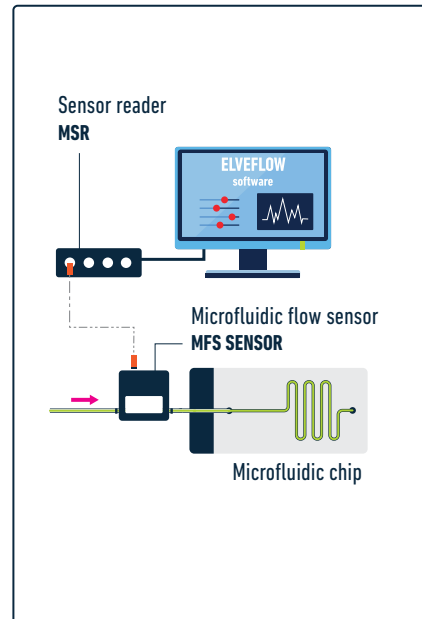 Sensor reader
MSR
ELVEFLOW
software
Microfluidic flow sensor
MFS SENSOR
Microfluidic chip